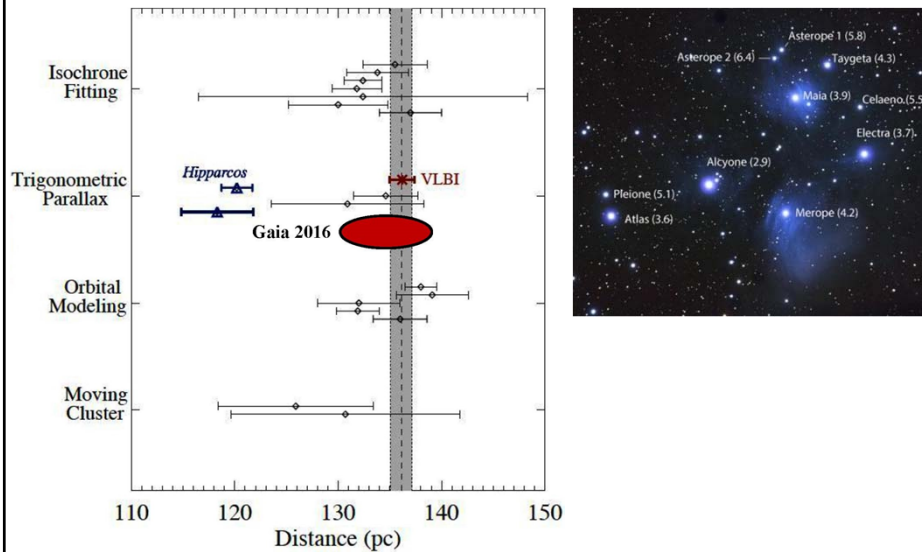 Isochrone
Fitting
Hipparcos
Trigonometric
Parallax
VLBI
Gaia 2016
Orbital
Modeling
Moving
Cluster
110 120 130 140 150
Distance (pc)
Asterope 1 (5.8)
Asterope 2 (6.4)
Taygeta (4.3)
Maia (3.9)
Celaeno (5.5
Electra (3.7)
Alcyone (2.9)
Pleione (5.1)
Atlas (3.6)
Merope (4.2)